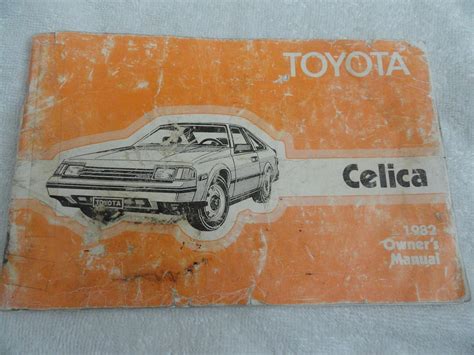 TOYOTA
TOYOTA
Celica
1982
Owner's
Manual